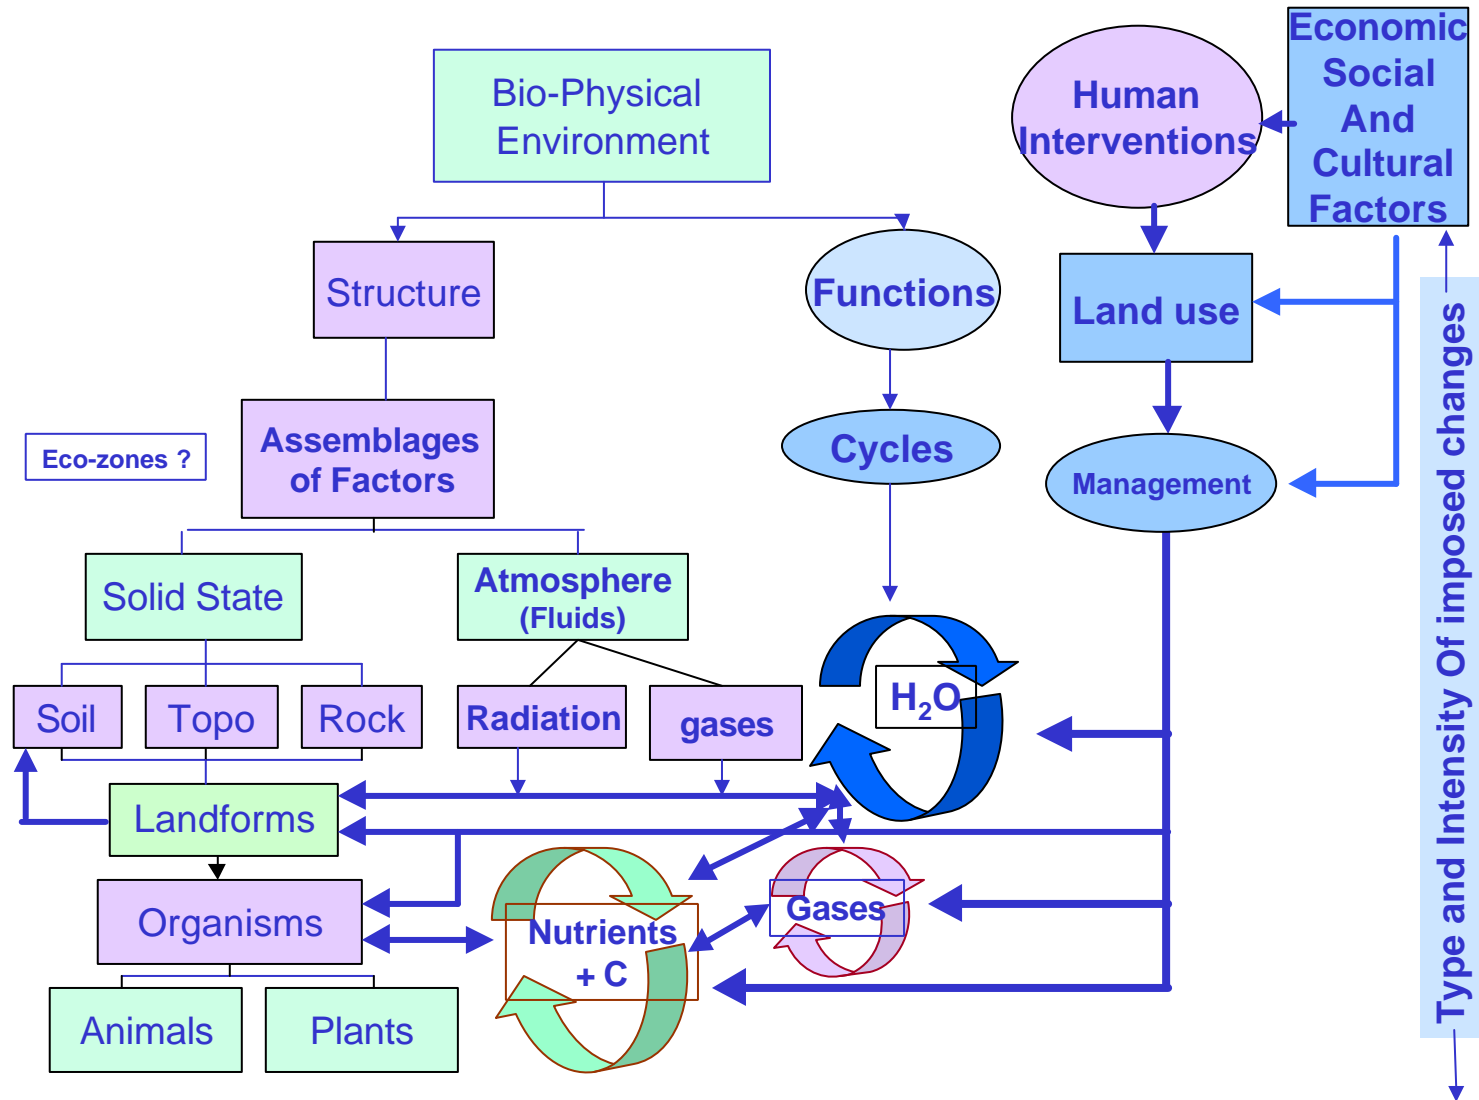 Bio-Physical
Environment
Human
Interventions
Economic
Social
And
Cultural
Factors
Structure
Functions
Land use
Type and Intensity Of imposed changes
Assemblages
of Factors
Eco-zones ?
Cycles
Management
Solid State
Atmosphere
(Fluids)
Soil
Topo
Rock
Radiation
gases
H₂O
Landforms
Organisms
Nutrients
+ C
Gases
Animals
Plants